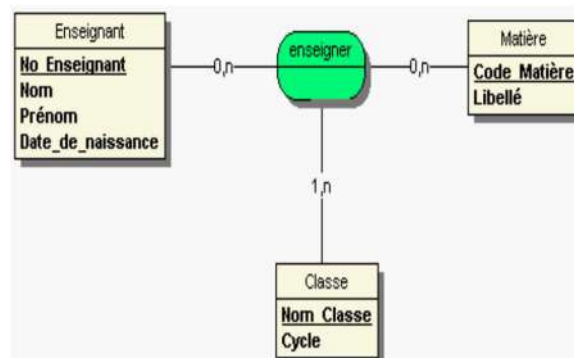 Enseignant
No_Enseignant
Nom
Prénom
Date_de_naissance
0,n
enseigner
0,n
Matière
Code_Matière
Libellé
1,n
Classe
Nom_Classe
Cycle